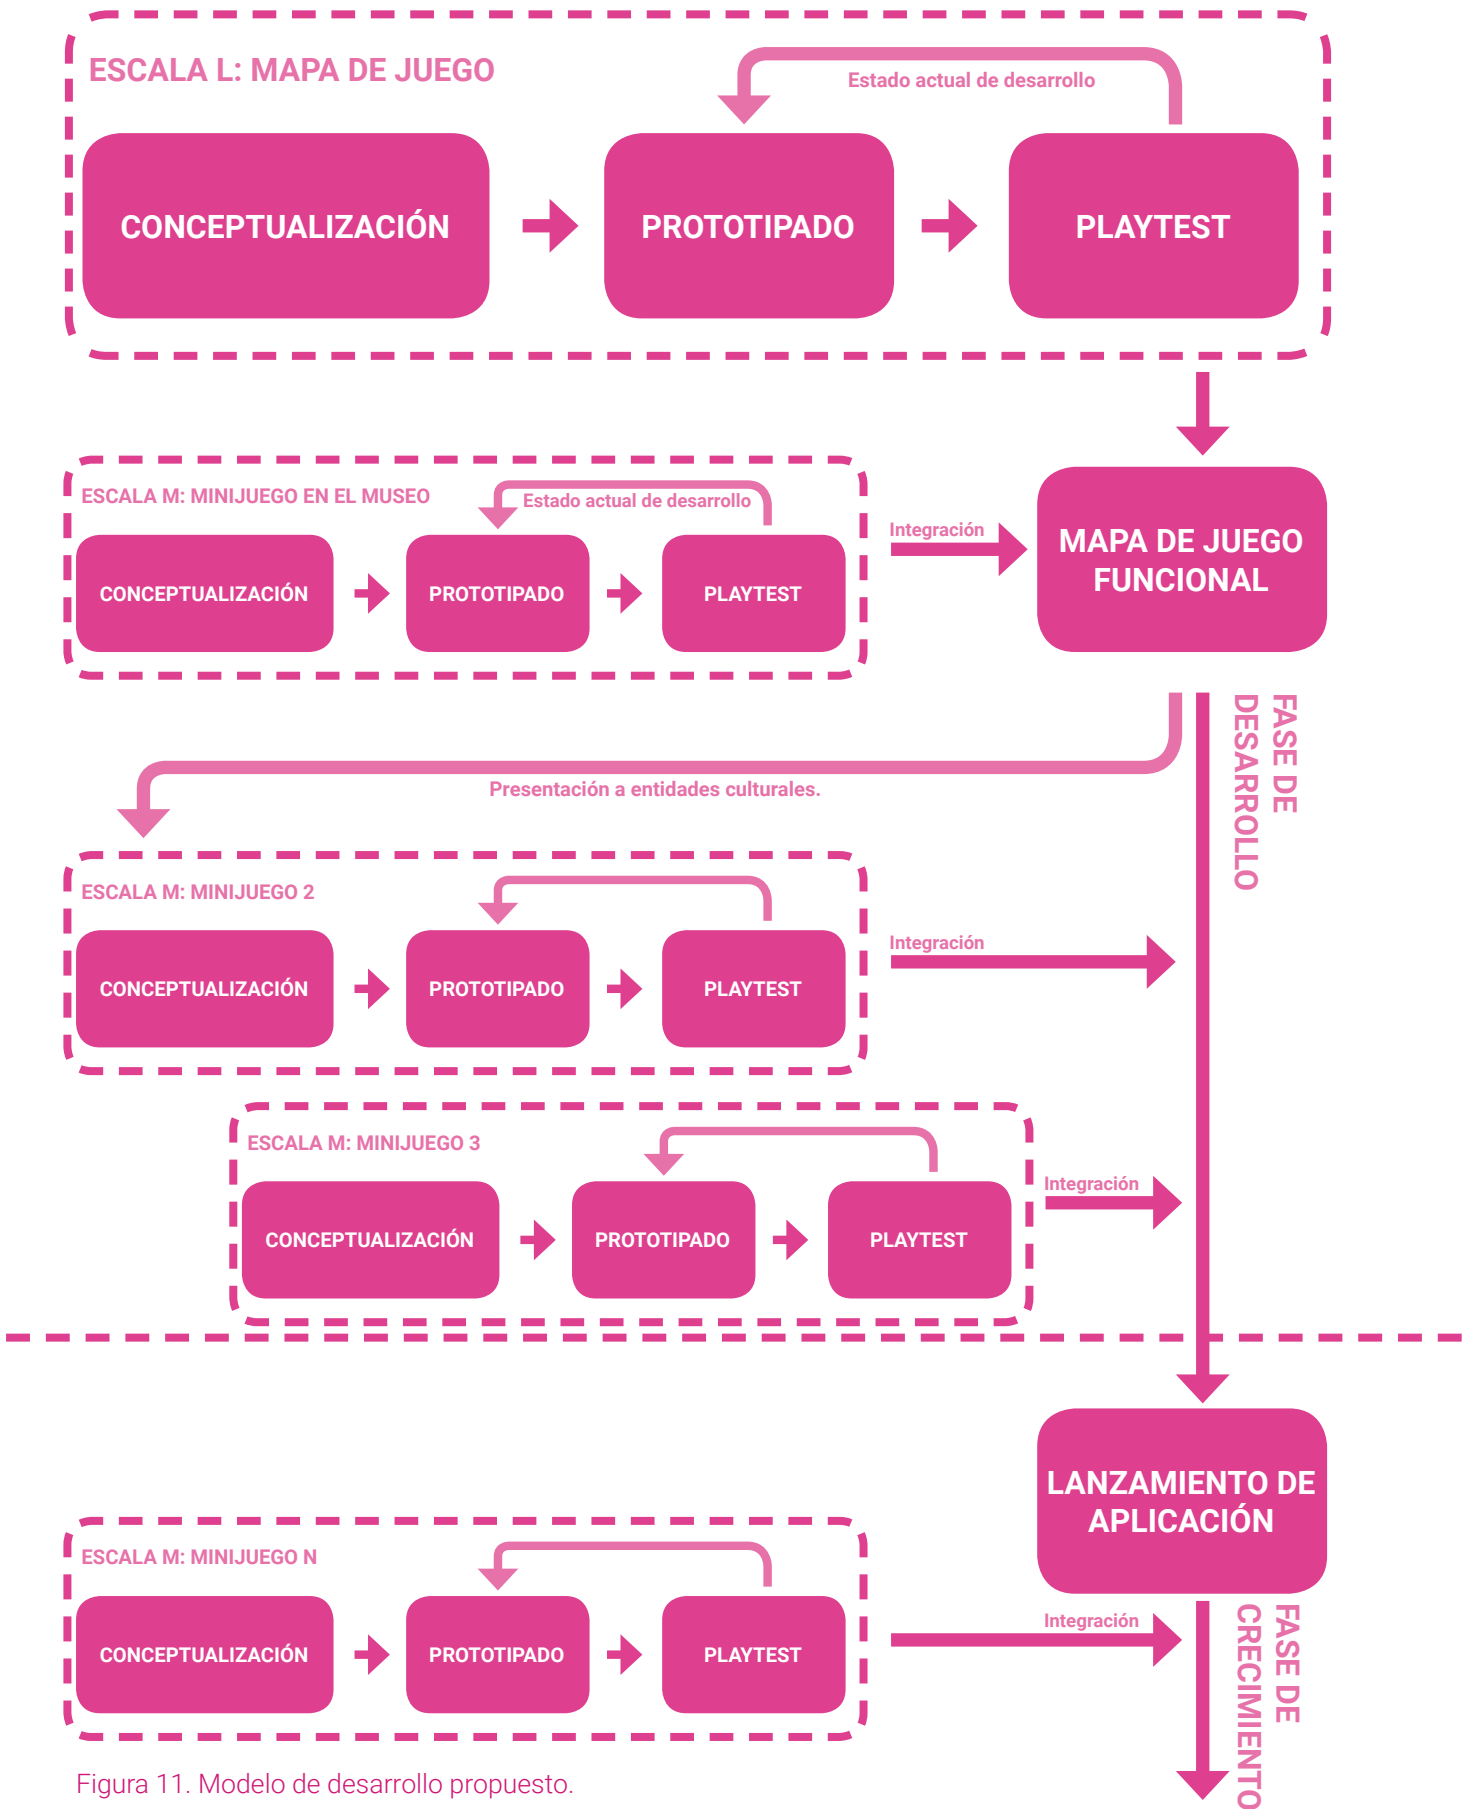 ESCALA L: MAPA DE JUEGO
Estado actual de desarrollo
CONCEPTUALIZACIÓN
PROTOTIPADO
PLAYTEST
ESCALA M: MINIJUEGO EN EL MUSEO
Estado actual de desarrollo
CONCEPTUALIZACIÓN
PROTOTIPADO
PLAYTEST
Integración
MAPA DE JUEGO
FUNCIONAL
FASE DE
DESARROLLO
Presentación a entidades culturales.
ESCALA M: MINIJUEGO 2
CONCEPTUALIZACIÓN
PROTOTIPADO
PLAYTEST
Integración
ESCALA M: MINIJUEGO 3
CONCEPTUALIZACIÓN
PROTOTIPADO
PLAYTEST
Integración
LANZAMIENTO DE
APLICACIÓN
ESCALA M: MINIJUEGO N
CONCEPTUALIZACIÓN
PROTOTIPADO
PLAYTEST
Integración
FASE DE
CRECIMIENTO
Figura 11. Modelo de desarrollo propuesto.